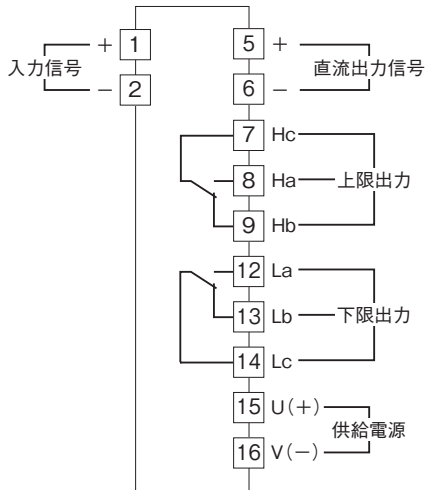 入力信号
+ 1
− 2
5 +
6 −
直流出力信号
7 Hc
8 Ha
9 Hb
上限出力
12 La
13 Lb
14 Lc
下限出力
15 U(+)
16 V(−)
供給電源